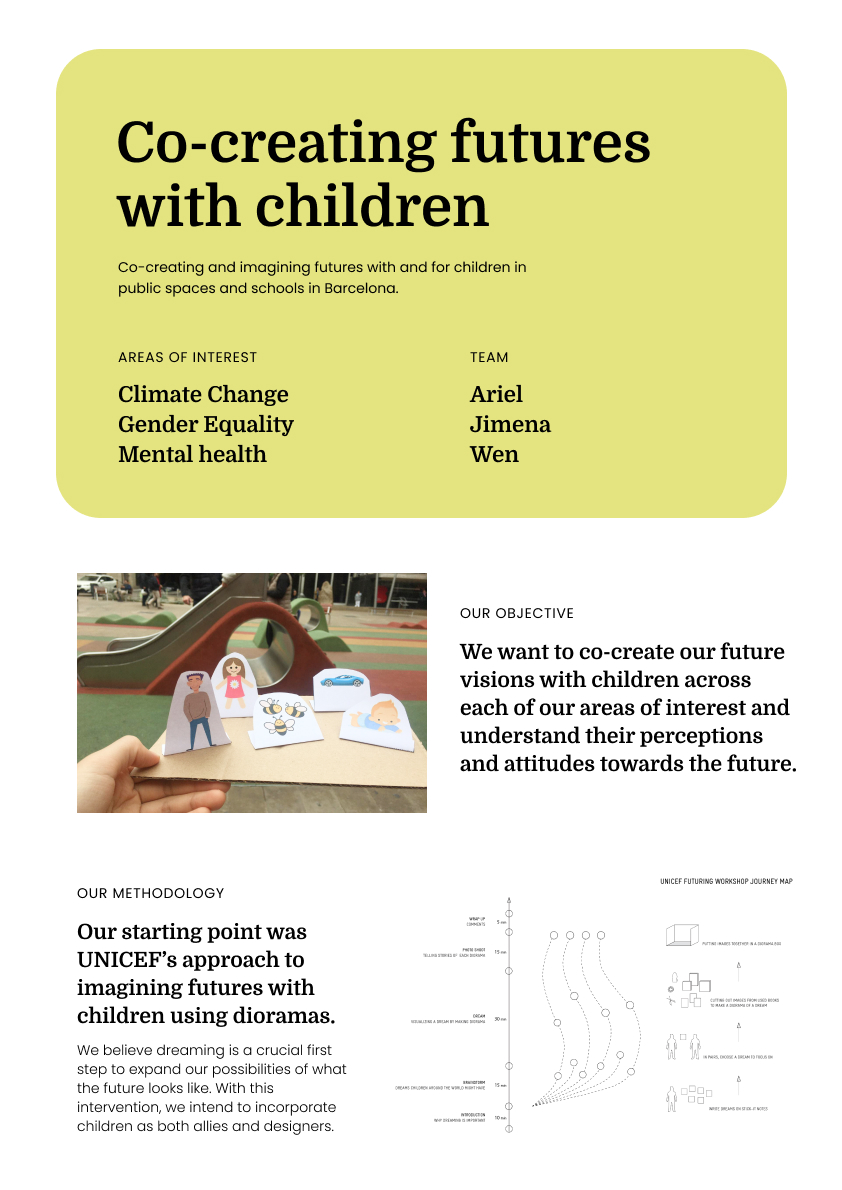 Co-creating futures
with children
Co-creating and imagining futures with and for children in
public spaces and schools in Barcelona.
AREAS OF INTEREST
Climate Change
Gender Equality
Mental health
TEAM
Ariel
Jimena
Wen
OUR OBJECTIVE
We want to co-create our future
visions with children across
each of our areas of interest and
understand their perceptions
and attitudes towards the future.
OUR METHODOLOGY
Our starting point was
UNICEF's approach to
imagining futures with
children using dioramas.
We believe dreaming is a crucial first
step to expand our possibilities of what
the future looks like. With this
intervention, we intend to incorporate
children as both allies and designers.
UNICEF FUTURING WORKSHOP JOURNEY MAP
WRAP UP
COMMENTS
5 min
PHOTO SHOOT
TELLING STORIES OF EACH DIORAMA
15 min
DREAM
VISUALIZING A DREAM BY MAKING DIORAMA
30 min
BRAINSTORM
DREAMS CHILDREN AROUND THE WORLD MIGHT HAVE
15 min
INTRODUCTION
WHY DREAMING IS IMPORTANT
10 min
PUTTING IMAGES TOGETHER IN A DIORAMA BOX
CUTTING OUT IMAGES FROM USED BOOKS
TO MAKE A DIORAMA OF A DREAM
IN PAIRS, CHOOSE A DREAM TO FOCUS ON
WRITE DREAMS ON STICK-IT NOTES